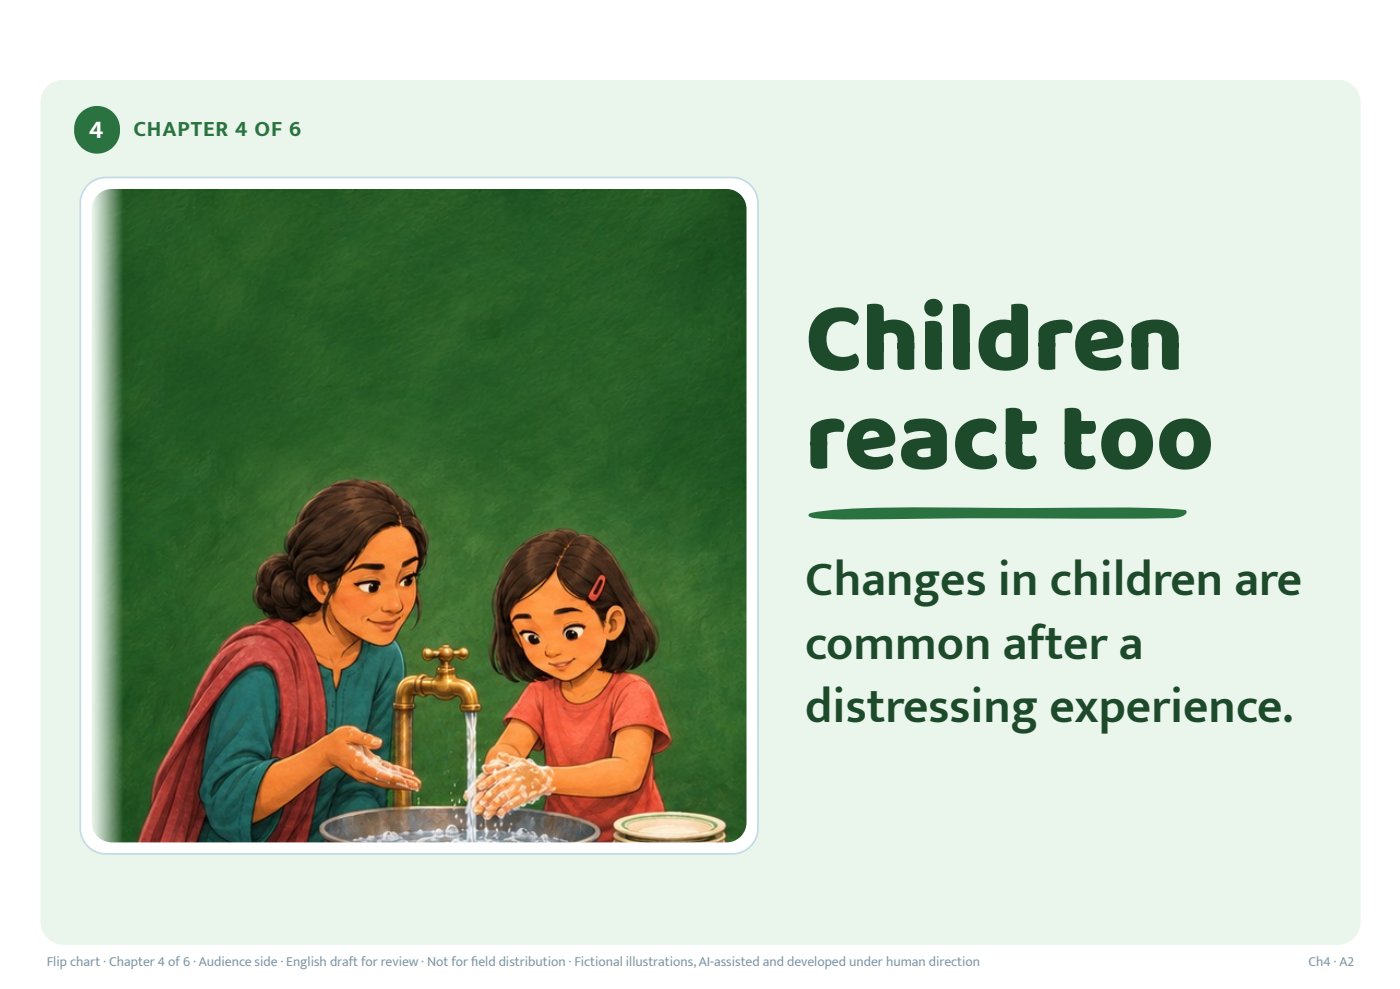 4 CHAPTER 4 OF 6
Children
react too
Changes in children are
common after a
distressing experience.
Flip chart · Chapter 4 of 6 · Audience side · English draft for review · Not for field distribution · Fictional illustrations, AI-assisted and developed under human direction
Ch4 · A2